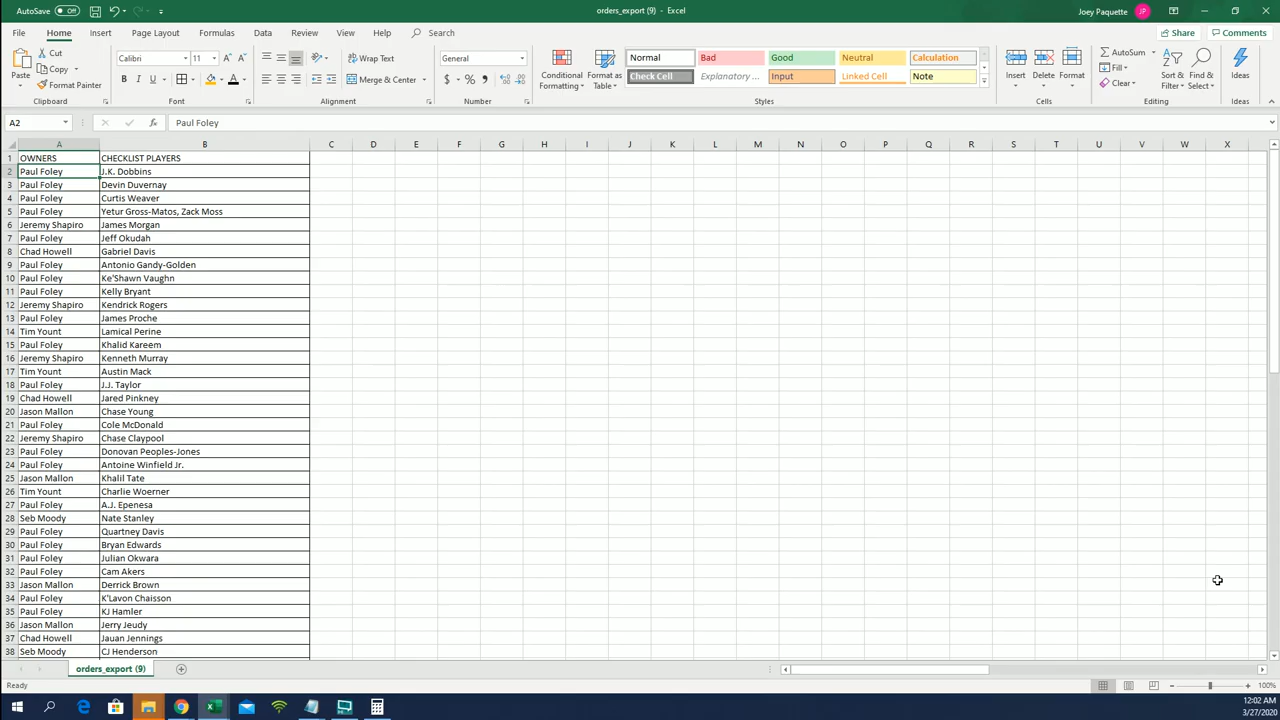 AutoSave Off orders_export (9) - Excel Joey Paquette JP
File Home Insert Page Layout Formulas Data Review View Help Search Share Comments
Paste Cut Copy Format Painter Clipboard
Calibri 11 B I U A Font
Wrap Text Merge & Center Alignment
General $ % Number
Conditional Formatting Format as Table
Normal Bad Good Neutral Calculation
Check Cell Explanatory ... Input Linked Cell Note
Styles
Insert Delete Format Cells
AutoSum Fill Clear Sort & Filter Find & Select Editing
Ideas Ideas
A2 fx Paul Foley
A B C D E F G H I J K L M N O P Q R S T U V W X
1 OWNERS CHECKLIST PLAYERS
2 Paul Foley J.K. Dobbins
3 Paul Foley Devin Duvernay
4 Paul Foley Curtis Weaver
5 Paul Foley Yetur Gross-Matos, Zack Moss
6 Jeremy Shapiro James Morgan
7 Paul Foley Jeff Okudah
8 Chad Howell Gabriel Davis
9 Paul Foley Antonio Gandy-Golden
10 Paul Foley Ke'Shawn Vaughn
11 Paul Foley Kelly Bryant
12 Jeremy Shapiro Kendrick Rogers
13 Paul Foley James Proche
14 Tim Yount Lamical Perine
15 Paul Foley Khalid Kareem
16 Jeremy Shapiro Kenneth Murray
17 Tim Yount Austin Mack
18 Paul Foley J.J. Taylor
19 Chad Howell Jared Pinkney
20 Jason Mallon Chase Young
21 Paul Foley Cole McDonald
22 Jeremy Shapiro Chase Claypool
23 Paul Foley Donovan Peoples-Jones
24 Paul Foley Antoine Winfield Jr.
25 Jason Mallon Khalil Tate
26 Tim Yount Charlie Woerner
27 Paul Foley A.J. Epenesa
28 Seb Moody Nate Stanley
29 Paul Foley Quartney Davis
30 Paul Foley Bryan Edwards
31 Paul Foley Julian Okwara
32 Paul Foley Cam Akers
33 Jason Mallon Derrick Brown
34 Paul Foley K'Lavon Chaisson
35 Paul Foley KJ Hamler
36 Jason Mallon Jerry Jeudy
37 Chad Howell Jauan Jennings
38 Seb Moody CJ Henderson
orders_export (9)
Ready 100%
12:02 AM
3/27/2020